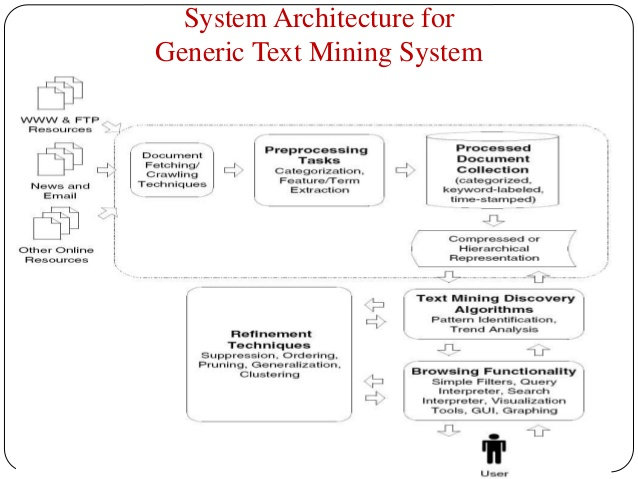 System Architecture for
Generic Text Mining System
WWW & FTP
Resources
News and
Email
Other Online
Resources
Document
Fetching/
Crawling
Techniques
Preprocessing
Tasks
Categorization,
Feature/Term
Extraction
Processed
Document
Collection
(categorized,
keyword-labeled,
time-stamped)
Compressed or
Hierarchical
Representation
Text Mining Discovery
Algorithms
Pattern Identification,
Trend Analysis
Refinement
Techniques
Suppression, Ordering,
Pruning, Generalization,
Clustering
Browsing Functionality
Simple Filters, Query
Interpreter, Search
Interpreter, Visualization
Tools, GUI, Graphing
User